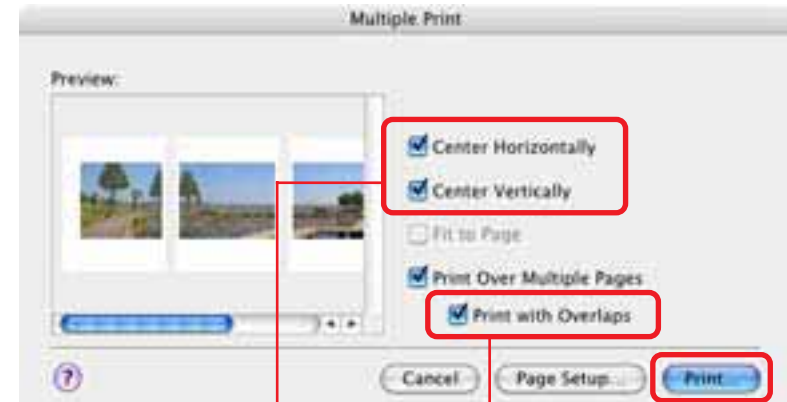 Multiple Print
Preview:
Center Horizontally
Center Vertically
Fit to Page
Print Over Multiple Pages
Print with Overlaps
?
Cancel
Page Setup...
Print...